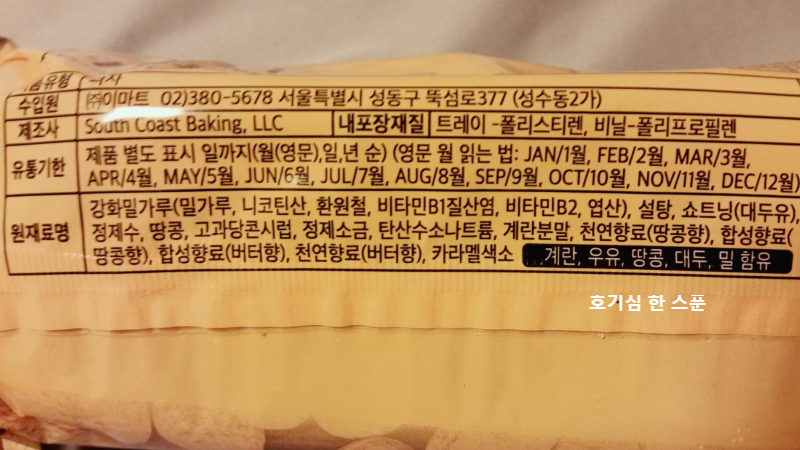 수입원 ㈜이마트 02)380-5678 서울특별시 성동구 뚝섬로377 (성수동2가)
제조사 South Coast Baking, LLC 내포장재질 트레이 -폴리스티렌, 비닐-폴리프로필렌
유통기한 제품 별도 표시 일까지(월(영문),일,년 순) (영문 월 읽는 법: JAN/1월, FEB/2월, MAR/3월,
APR/4월, MAY/5월, JUN/6월, JUL/7월, AUG/8월, SEP/9월, OCT/10월, NOV/11월, DEC/12월)
원재료명 강화밀가루(밀가루, 니코틴산, 환원철, 비타민B1질산염, 비타민B2, 엽산), 설탕, 쇼트닝(대두유),
정제수, 땅콩, 고과당콘시럽, 정제소금, 탄산수소나트륨, 계란분말, 천연향료(땅콩향), 합성향료(
땅콩향), 합성향료(버터향), 천연향료(버터향), 카라멜색소 계란, 우유, 땅콩, 대두, 밀 함유
호기심 한 스푼